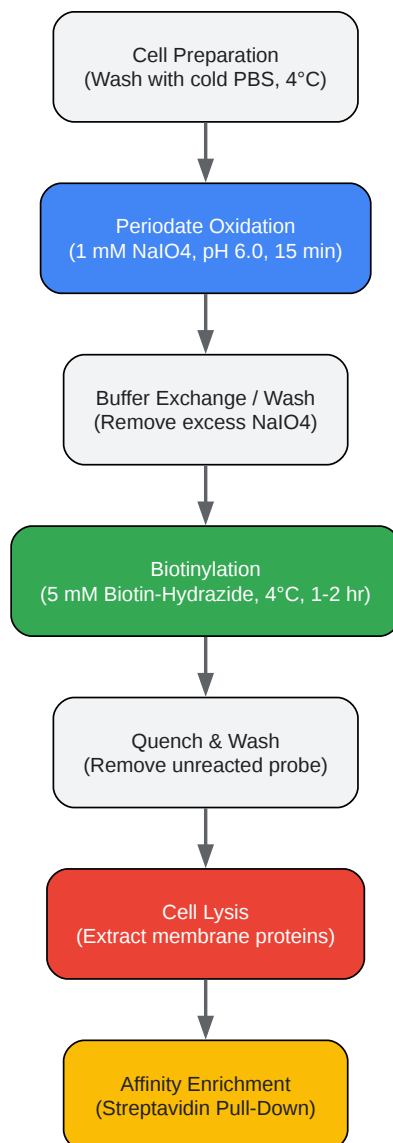 Cell Preparation
(Wash with cold PBS, 4°C)
Periodate Oxidation
(1 mM NaIO4, pH 6.0, 15 min)
Buffer Exchange / Wash
(Remove excess NaIO4)
Biotinylation
(5 mM Biotin-Hydrazide, 4°C, 1-2 hr)
Quench & Wash
(Remove unreacted probe)
Cell Lysis
(Extract membrane proteins)
Affinity Enrichment
(Streptavidin Pull-Down)